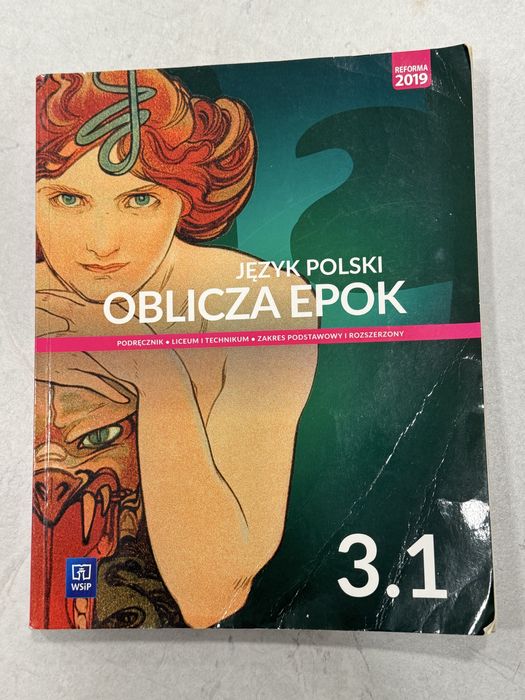 REFORMA
2019
JĘZYK POLSKI
OBLICZA EPOK
PODRĘCZNIK • LICEUM I TECHNIKUM • ZAKRES PODSTAWOWY I ROZSZERZONY
WSiP
3.1